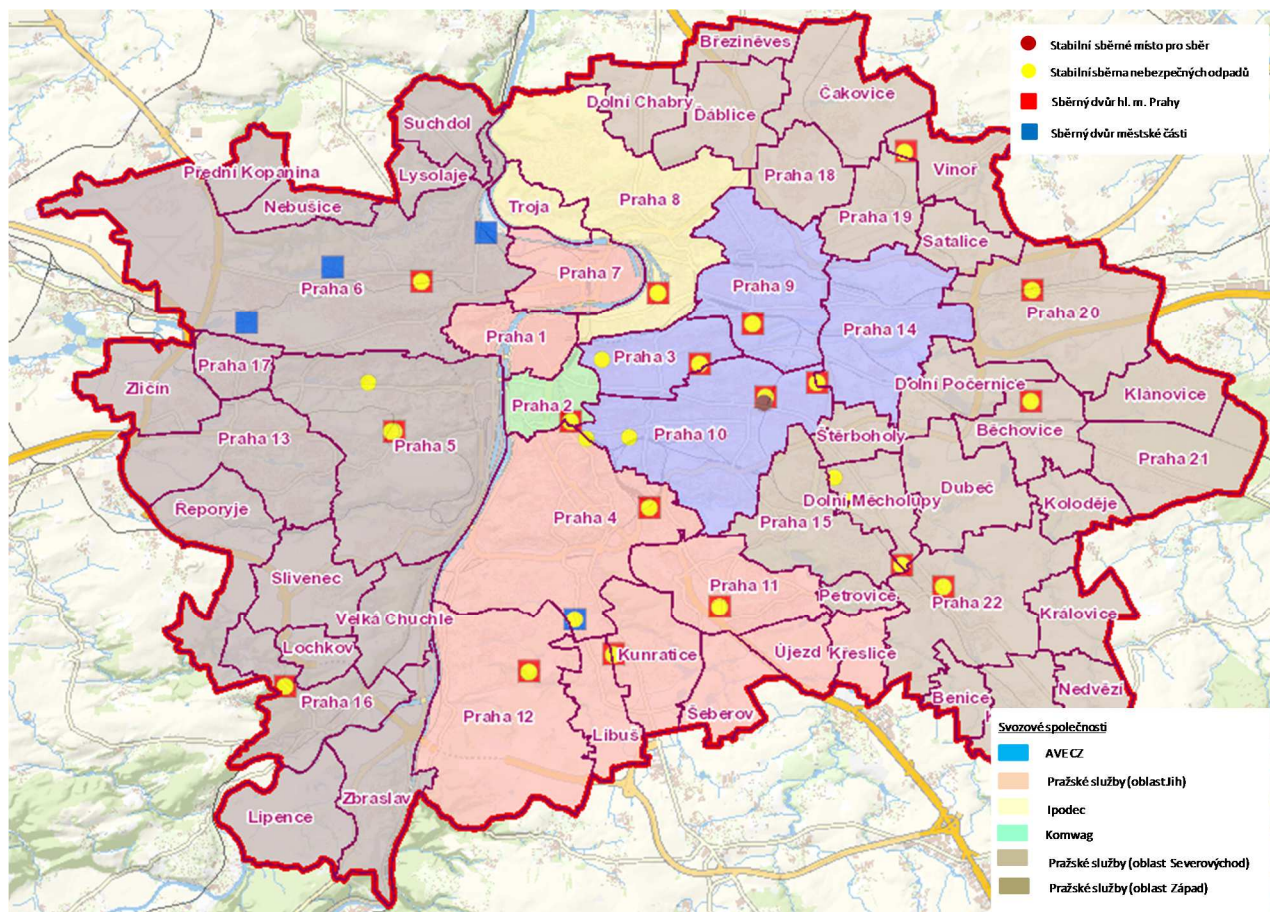 Březiněves
Stabilní sběrné místo pro sběr
Stabilní sběrna nebezpečných odpadů
Sběrný dvůr hl. m. Prahy
Sběrný dvůr městské části
Čakovice
Dolní Chabry
Ďáblice
Suchdol
Přední Kopanina
Lysolaje
Praha 18
Vinoř
Nebušice
Troja
Praha 8
Praha 19
Satalice
Praha 7
Praha 6
Praha 9
Praha 20
Praha 14
Praha 1
Praha 3
Praha 17
Zličín
Dolní Počernice
Klánovice
Praha 2
Praha 13
Praha 5
Praha 10
Štěrboholy
Běchovice
Praha 21
Řeporyje
Dubeč
Dolní Měcholupy
Koloděje
Praha 4
Praha 15
Slivenec
Praha 11
Petrovice
Praha 22
Královice
Velká Chuchle
Lochkov
Kunratice
Újezd
Křeslice
Nedvězí
Benice
Praha 16
Praha 12
Šeberov
Libuš
Zbraslav
Lipence
Svozové společnosti
AVE CZ
Pražské služby (oblast Jih)
Ipodec
Komwag
Pražské služby (oblast Severovýchod)
Pražské služby (oblast Západ)